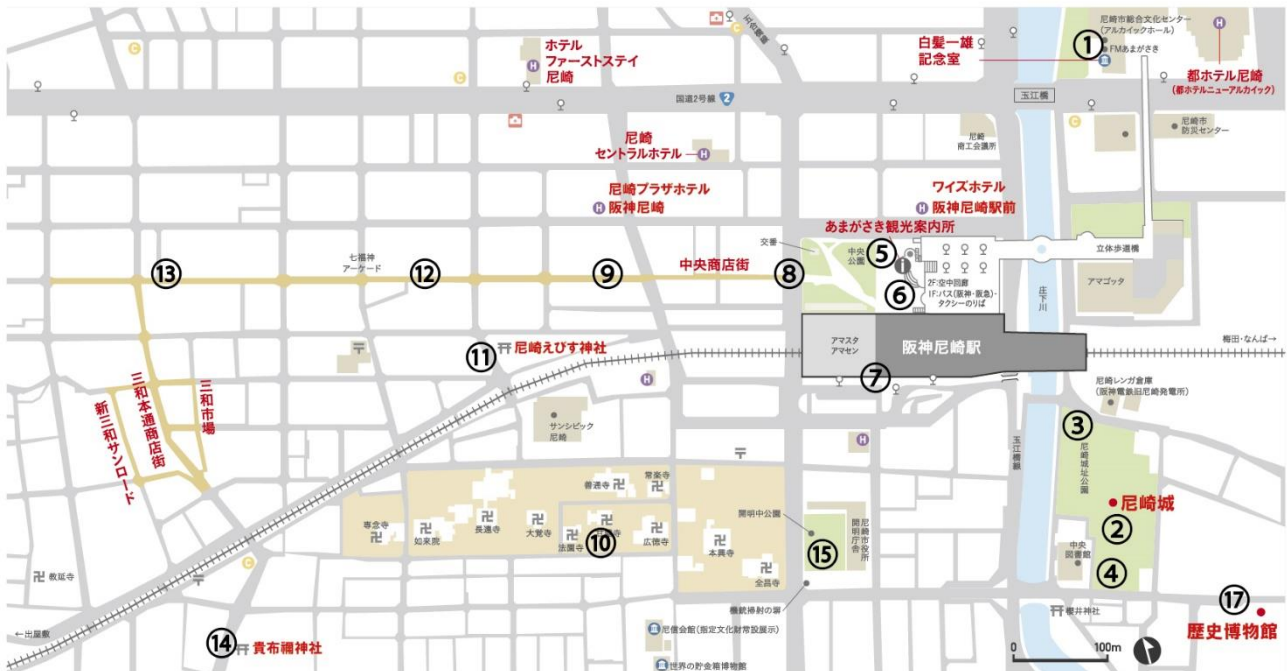 尼崎市総合文化センター
(アルカイックホール)
①
FMあまがさき
白髪一雄
記念室
都ホテル尼崎
(都ホテルニューアルカイック)
ホテル
ファーストステイ
尼崎
国道2号線
2
玉江橋
尼崎市
防災センター
尼崎
商工会議所
尼崎
セントラルホテル
尼崎プラザホテル
阪神尼崎
ワイズホテル
阪神尼崎駅前
あまがさき観光案内所
交番
中央
公園
⑤
⑥
2F:空中回廊
1F:バス(阪神・阪急)・
タクシーのりば
立体歩道橋
アマゴッタ
庄下川
⑬
七福神
アーケード
⑫
⑨
中央商店街
⑧
⑪
尼崎えびす神社
アマスタ
アマセン
阪神尼崎駅
⑦
梅田・なんば→
尼崎レンガ倉庫
(阪神電鉄旧尼崎発電所)
三和市場
三和本通商店街
新三和サンロード
サンシビック
尼崎
③
尼崎城址公園
玉江橋線
尼崎城
②
中央
図書館
④
常楽寺
善通寺
専念寺
如来院
長遠寺
大覚寺
法園寺
⑩
広徳寺
本興寺
全昌寺
開明中公園
⑮
尼崎市役所
開明庁舎
機銃掃射の塀
櫻井神社
⑰
歴史博物館
教延寺
←出屋敷
⑭
貴布禰神社
尼信会館(指定文化財常設展示)
世界の貯金箱博物館
0
100m